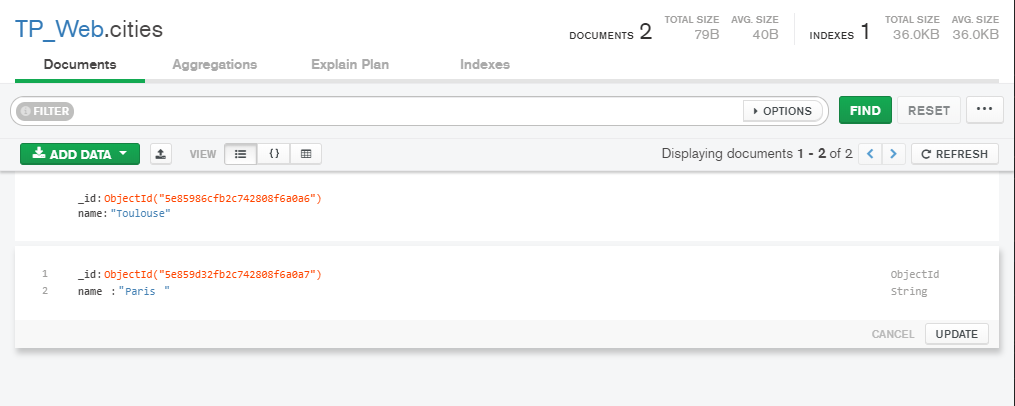 TP_Web.cities
DOCUMENTS 2 TOTAL SIZE 79B AVG. SIZE 40B INDEXES 1 TOTAL SIZE 36.0KB AVG. SIZE 36.0KB
Documents Aggregations Explain Plan Indexes
FILTER OPTIONS FIND RESET ...
ADD DATA VIEW {} Displaying documents 1 - 2 of 2 < > REFRESH
_id: ObjectId("5e85986cfb2c742808f6a0a6")
name: "Toulouse"
1 _id: ObjectId("5e859d32fb2c742808f6a0a7") ObjectId
2 name : "Paris " String
CANCEL UPDATE